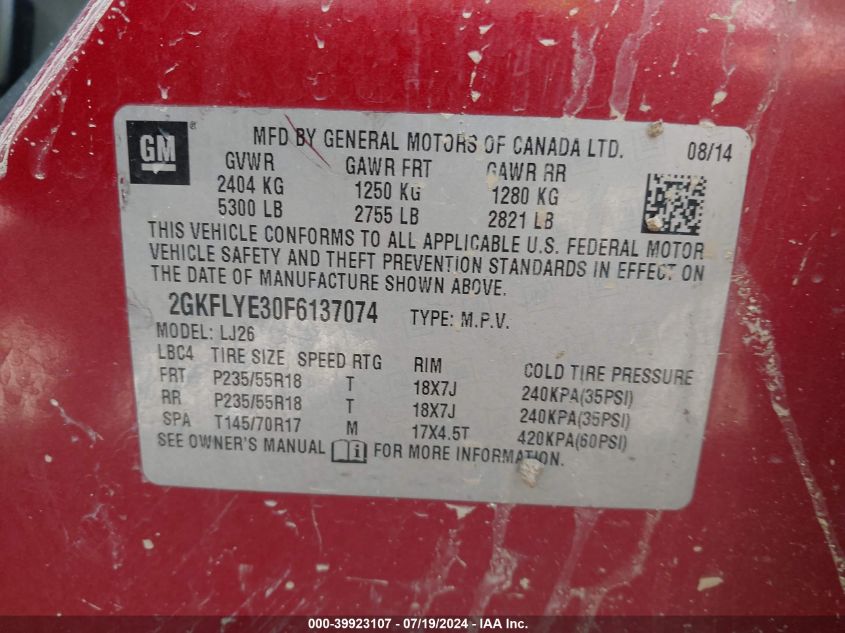 GM ® MFD BY GENERAL MOTORS OF CANADA LTD. 08/14
GVWR GAWR FRT GAWR RR
2404 KG 1250 KG 1280 KG
5300 LB 2755 LB 2821 LB
THIS VEHICLE CONFORMS TO ALL APPLICABLE U.S. FEDERAL MOTOR
VEHICLE SAFETY AND THEFT PREVENTION STANDARDS IN EFFECT ON
THE DATE OF MANUFACTURE SHOWN ABOVE.
2GKFLYE30F6137074 TYPE: M.P.V.
MODEL: LJ26
LBC4 TIRE SIZE SPEED RTG RIM COLD TIRE PRESSURE
FRT P235/55R18 T 18X7J 240KPA(35PSI)
RR P235/55R18 T 18X7J 240KPA(35PSI)
SPA T145/70R17 M 17X4.5T 420KPA(60PSI)
SEE OWNER'S MANUAL i FOR MORE INFORMATION.
000-39923107 - 07/19/2024 - IAA Inc.